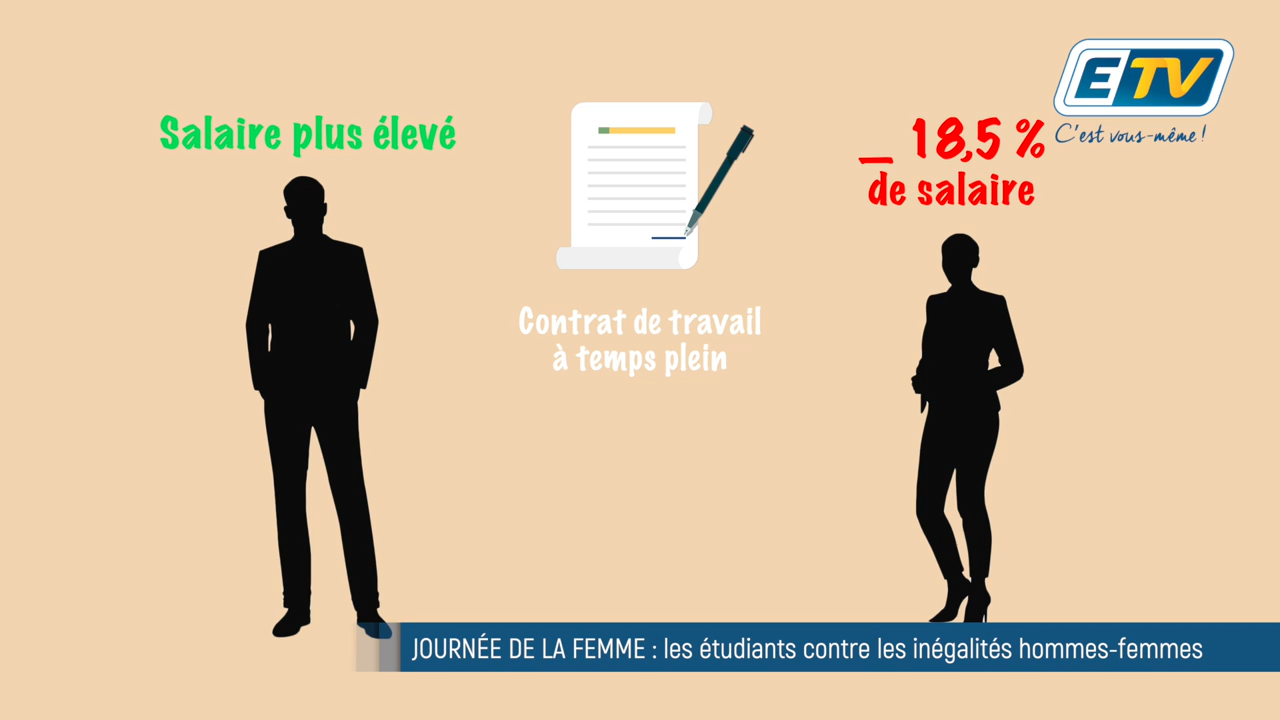 Salaire plus élevé
ETV
C'est vous-même !
_ 18,5 %
de salaire
Contrat de travail
à temps plein
JOURNÉE DE LA FEMME : les étudiants contre les inégalités hommes-femmes